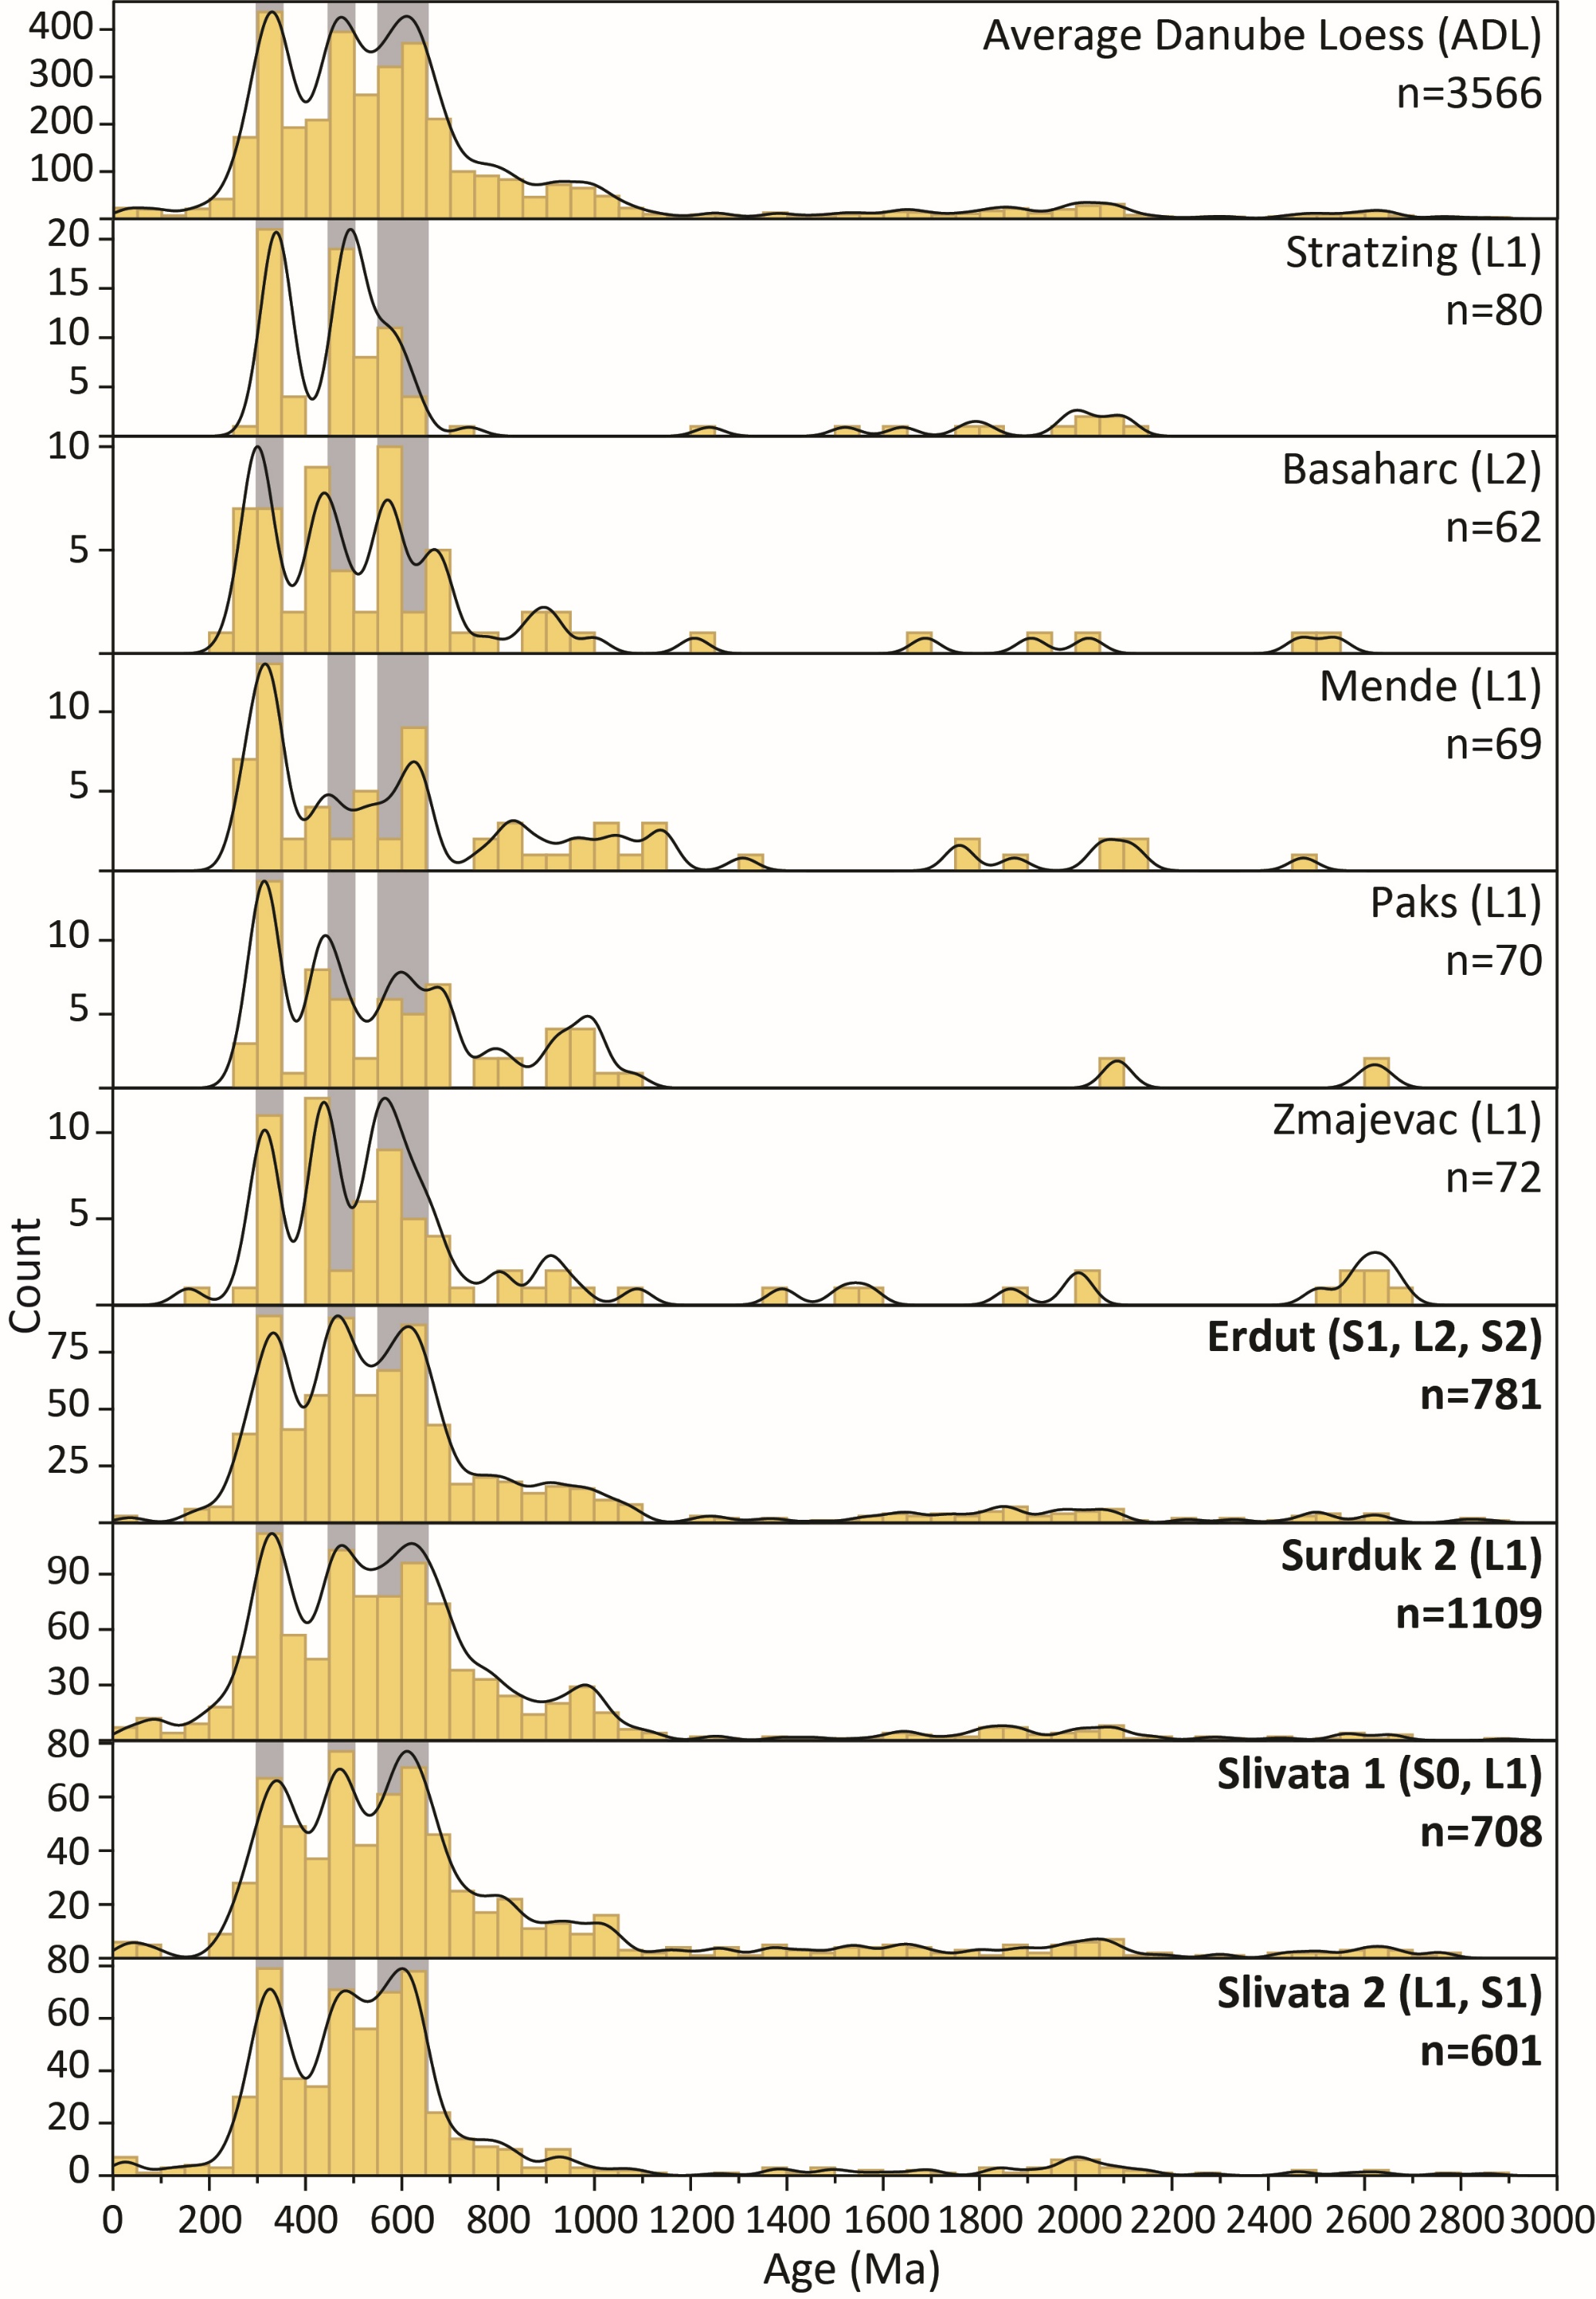 Average Danube Loess (ADL)
n=3566
400
300
200
100
Stratzing (L1)
n=80
20
15
10
5
Basaharc (L2)
n=62
10
5
Mende (L1)
n=69
10
5
Paks (L1)
n=70
10
5
Zmajevac (L1)
n=72
10
5
Count
Erdut (S1, L2, S2)
n=781
75
50
25
Surduk 2 (L1)
n=1109
90
60
30
Slivata 1 (S0, L1)
n=708
80
60
40
20
80
Slivata 2 (L1, S1)
n=601
80
60
40
20
0
0 200 400 600 800 1000 1200 1400 1600 1800 2000 2200 2400 2600 2800 3000
Age (Ma)